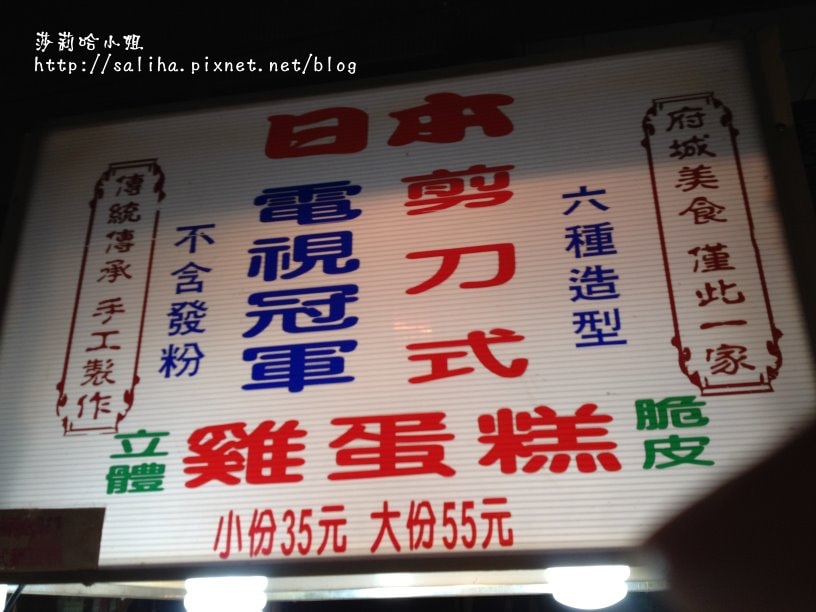 莎莉哈小姐
http://saliha.pixnet.net/blog
日本
府城美食 僅此一家
六種造型
剪刀式
電視冠軍
不含發粉
傳統傳承 手工製作
立體
雞蛋糕
脆皮
小份35元 大份55元